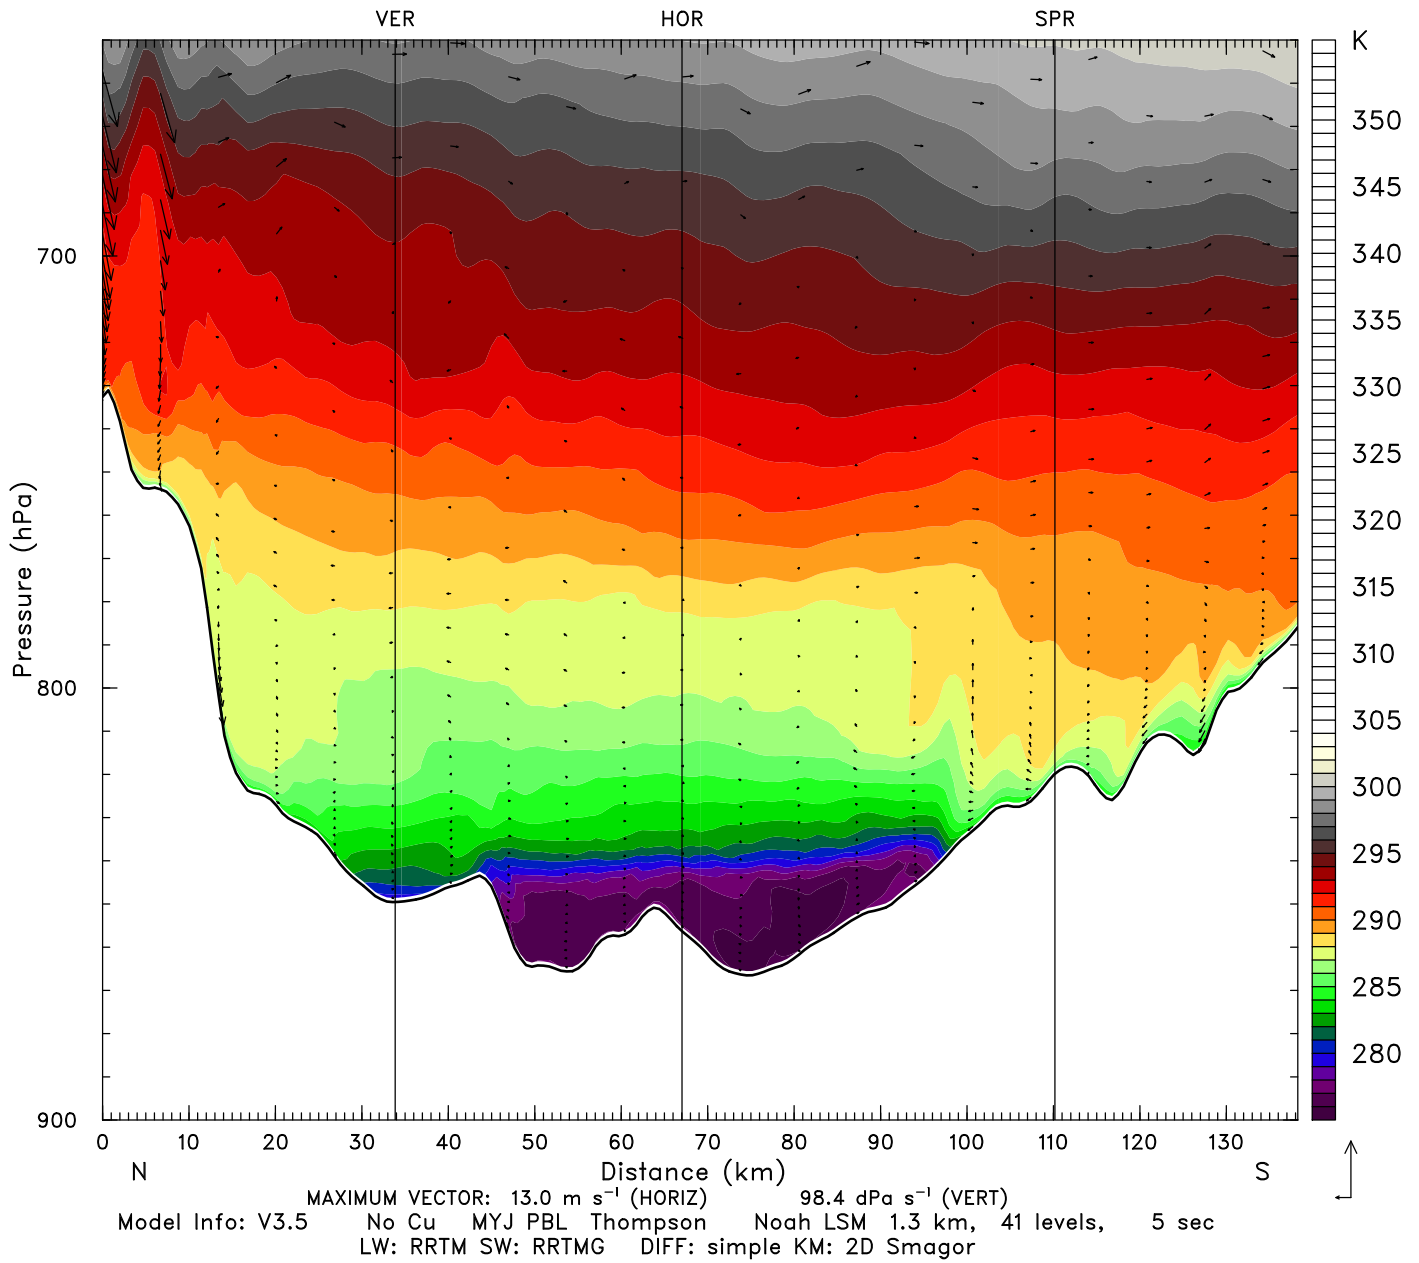 VER HOR SPR
K
350
345
340
335
330
325
320
315
310
305
300
295
290
285
280
700
800
900
Pressure (hPa)
0 10 20 30 40 50 60 70 80 90 100 110 120 130
N Distance (km) S
MAXIMUM VECTOR: 13.0 m s⁻¹ (HORIZ) 98.4 dPa s⁻¹ (VERT)
Model Info: V3.5 No Cu MYJ PBL Thompson Noah LSM 1.3 km, 41 levels, 5 sec
LW: RRTM SW: RRTMG DIFF: simple KM: 2D Smagor